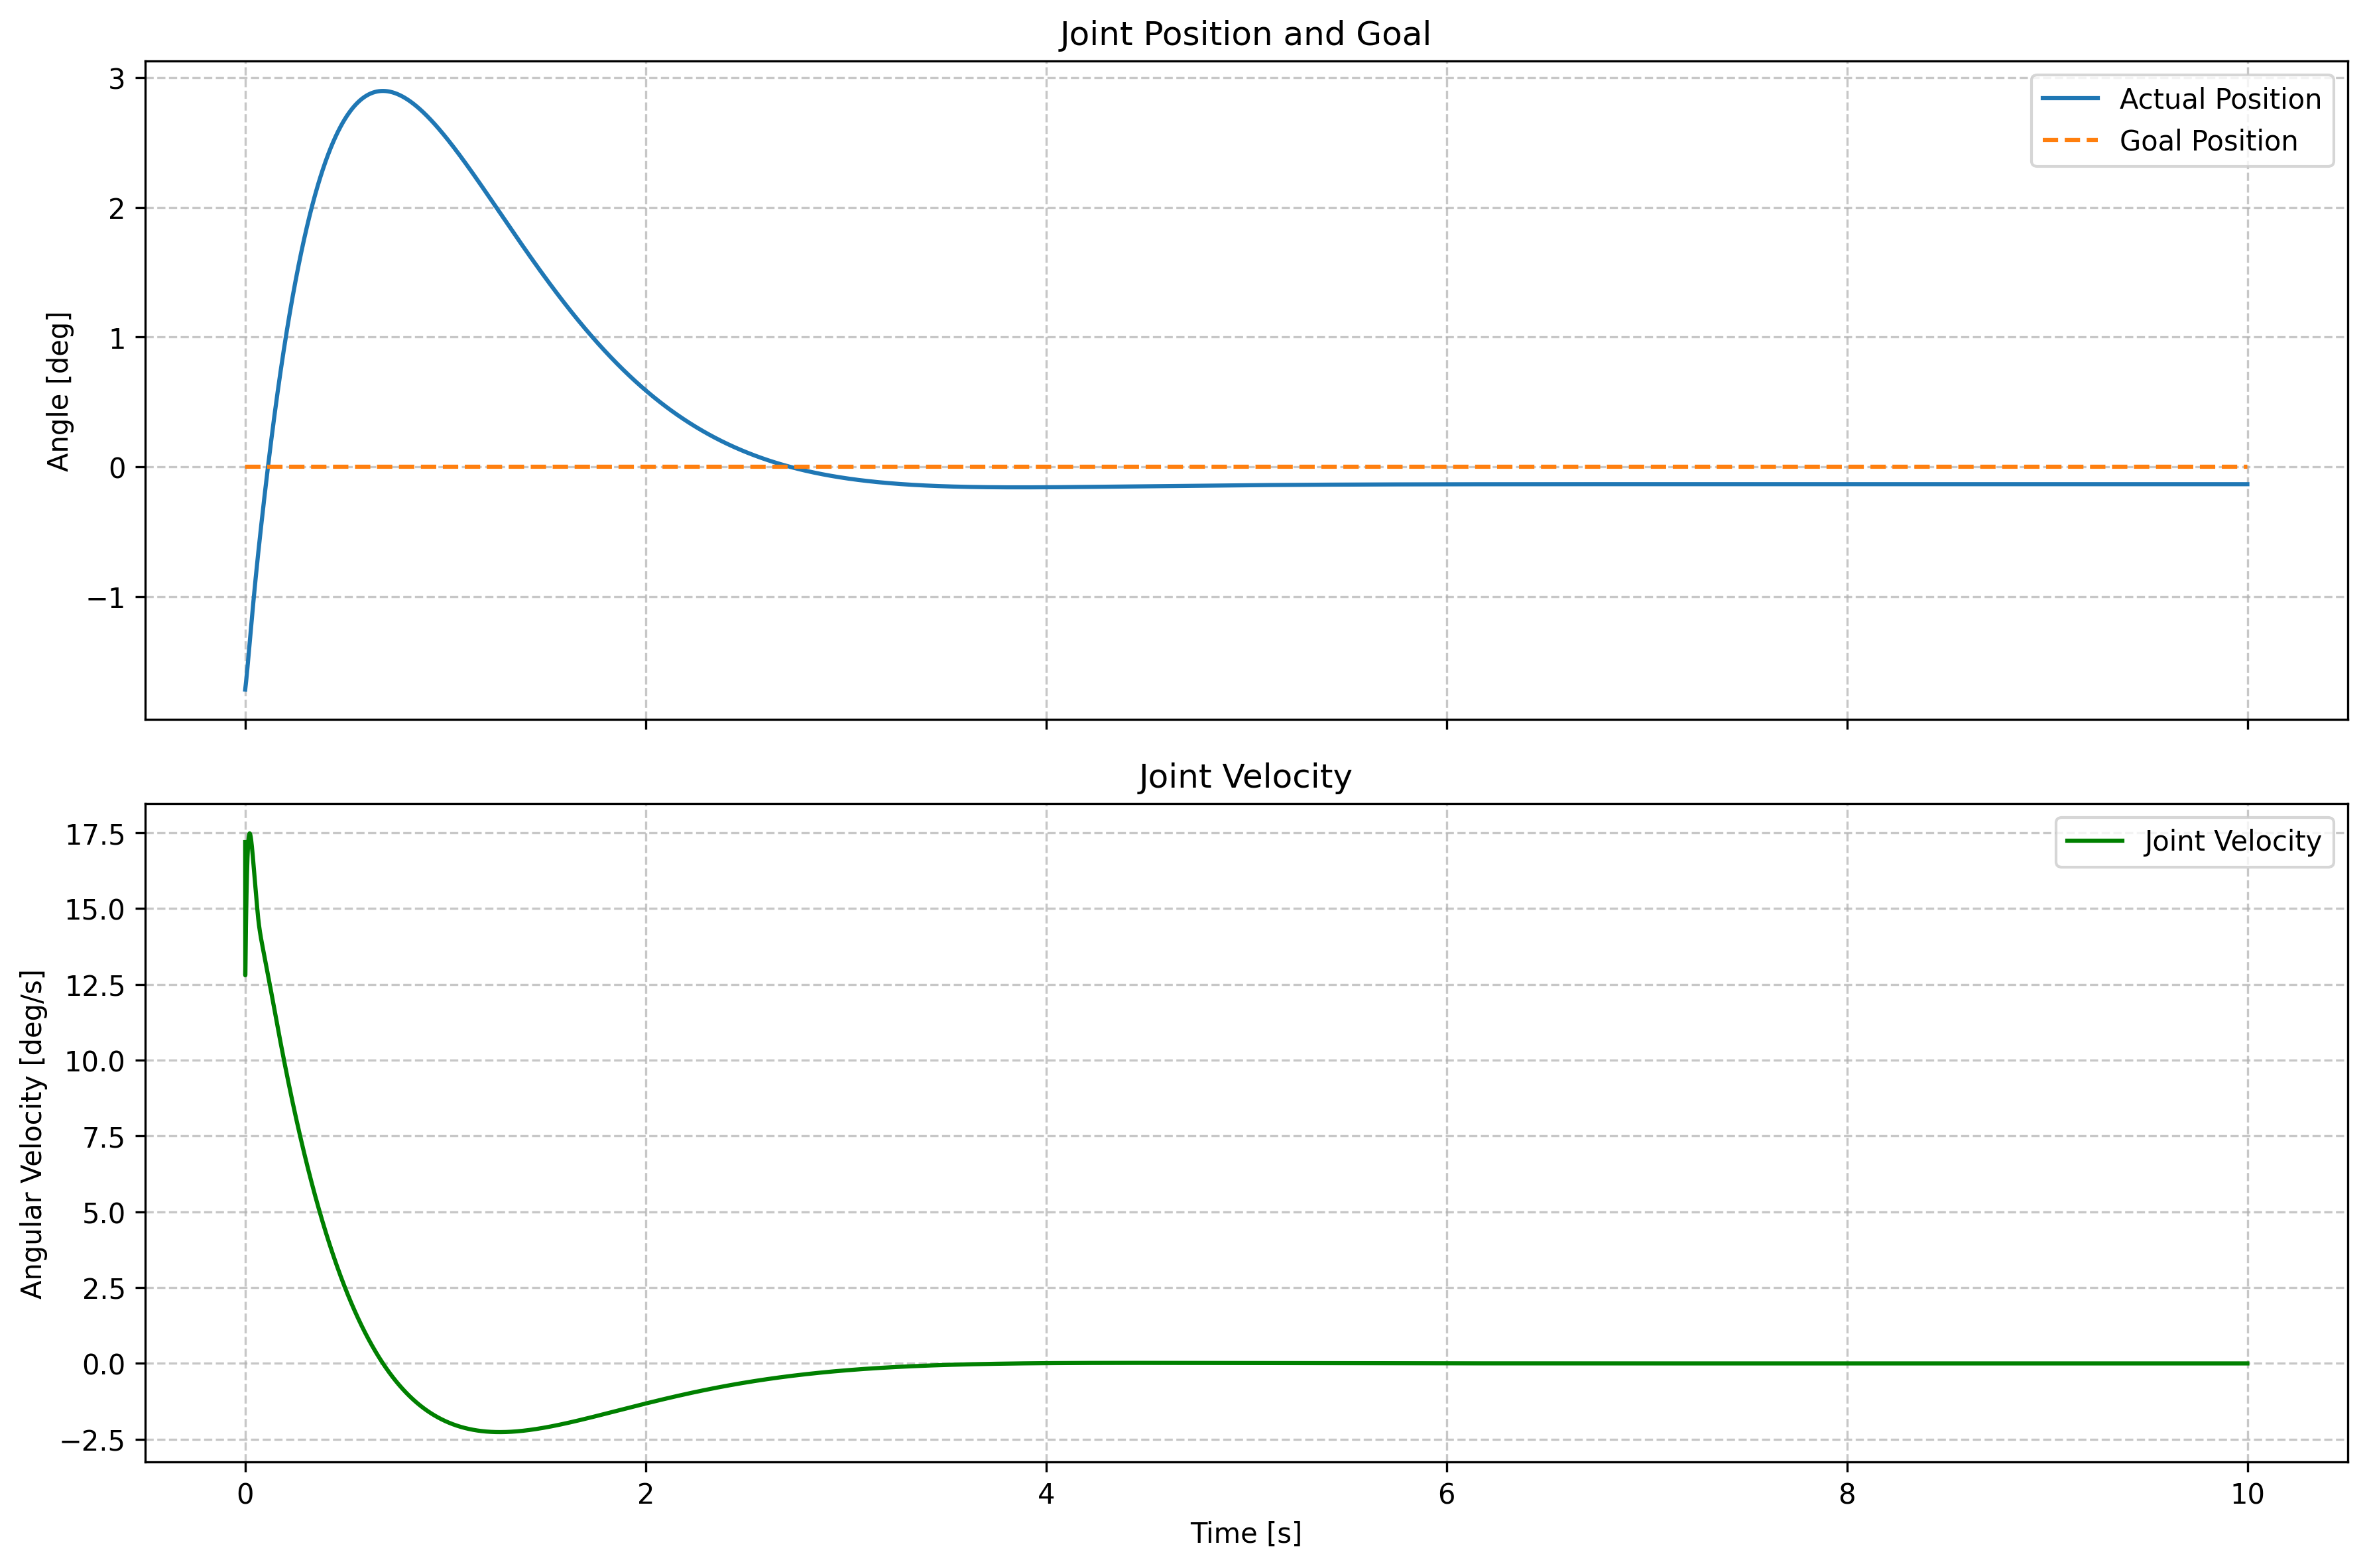 Joint Position and Goal
3
2
1
0
−1
Angle [deg]
Actual Position
Goal Position
Joint Velocity
17.5
15.0
12.5
10.0
7.5
5.0
2.5
0.0
−2.5
Angular Velocity [deg/s]
Joint Velocity
0 2 4 6 8 10
Time [s]